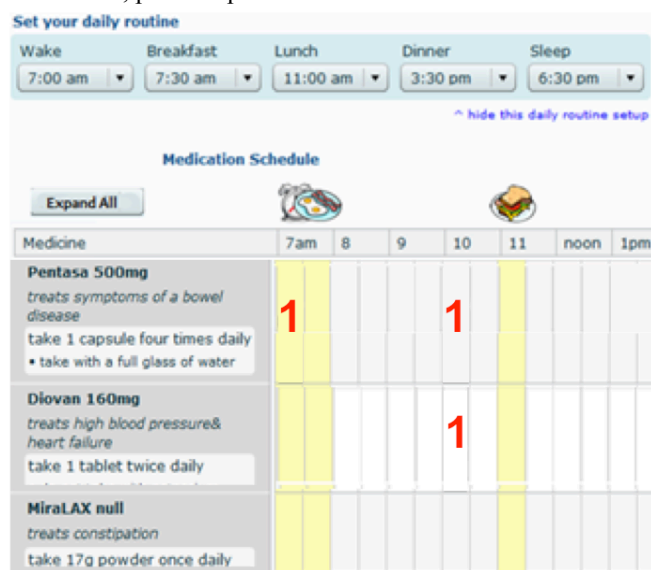 Set your daily routine
Wake Breakfast Lunch Dinner Sleep
7:00 am 7:30 am 11:00 am 3:30 pm 6:30 pm
^ hide this daily routine setup
Medication Schedule
Expand All
Medicine 7am 8 9 10 11 noon 1pm
Pentasa 500mg
treats symptoms of a bowel
disease
1 1
take 1 capsule four times daily
• take with a full glass of water
Diovan 160mg
treats high blood pressure&
heart failure
1
take 1 tablet twice daily
MiraLAX null
treats constipation
take 17g powder once daily